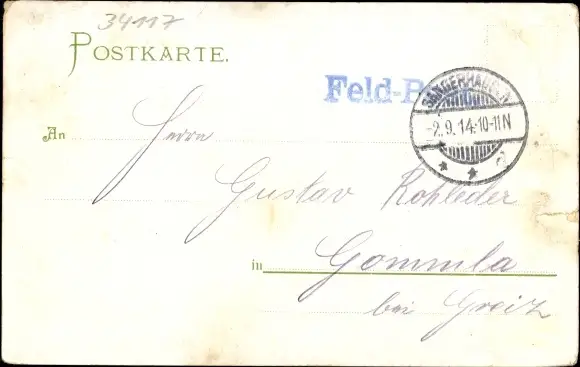 34117
POSTKARTE.
Feld-P
SANGERHAUSEN
-2.9.14.10-11N
* * a
An Herrn
Gustav Rohleder
in Gommla
bei Greiz